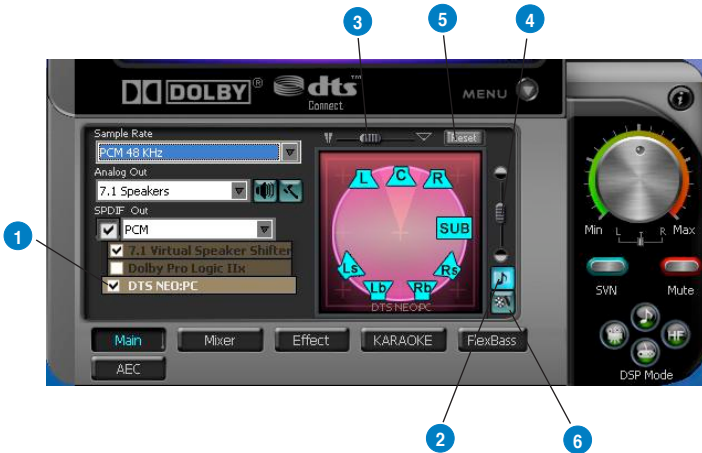 3
5
4
DOLBY®
dts™
Connect
MENU
i
Sample Rate
Reset
PCM 48 KHz
Analog Out
7.1 Speakers
SPDIF Out
PCM
1
7.1 Virtual Speaker Shifter
Dolby Pro Logic IIx
DTS NEO:PC
L
C
R
SUB
Ls
Rs
Lb
Rb
DTS NEO:PC
Min
L
T
R
Max
SVN
Mute
HF
DSP Mode
Main
Mixer
Effect
KARAOKE
FlexBass
AEC
2
6